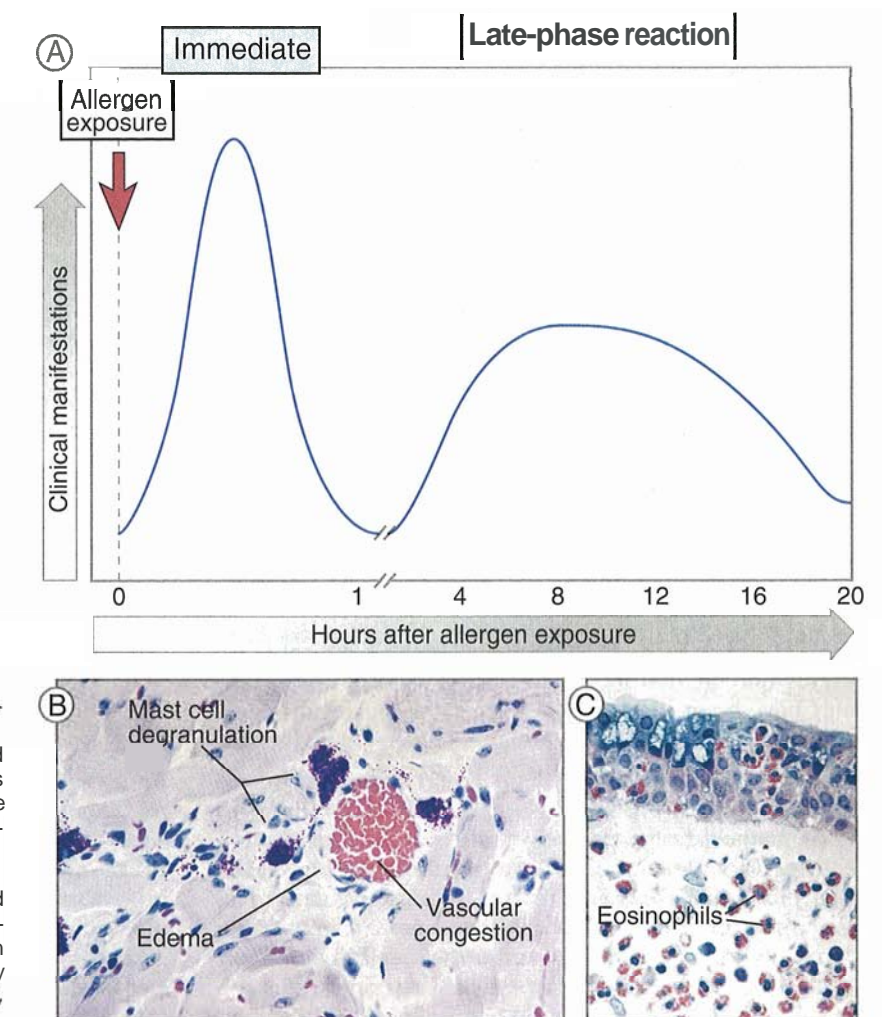 A
Immediate
Late-phase reaction
Allergen
exposure
Clinical manifestations
0 1 4 8 12 16 20
Hours after allergen exposure
B
Mast cell
degranulation
Edema
Vascular
congestion
C
Eosinophils